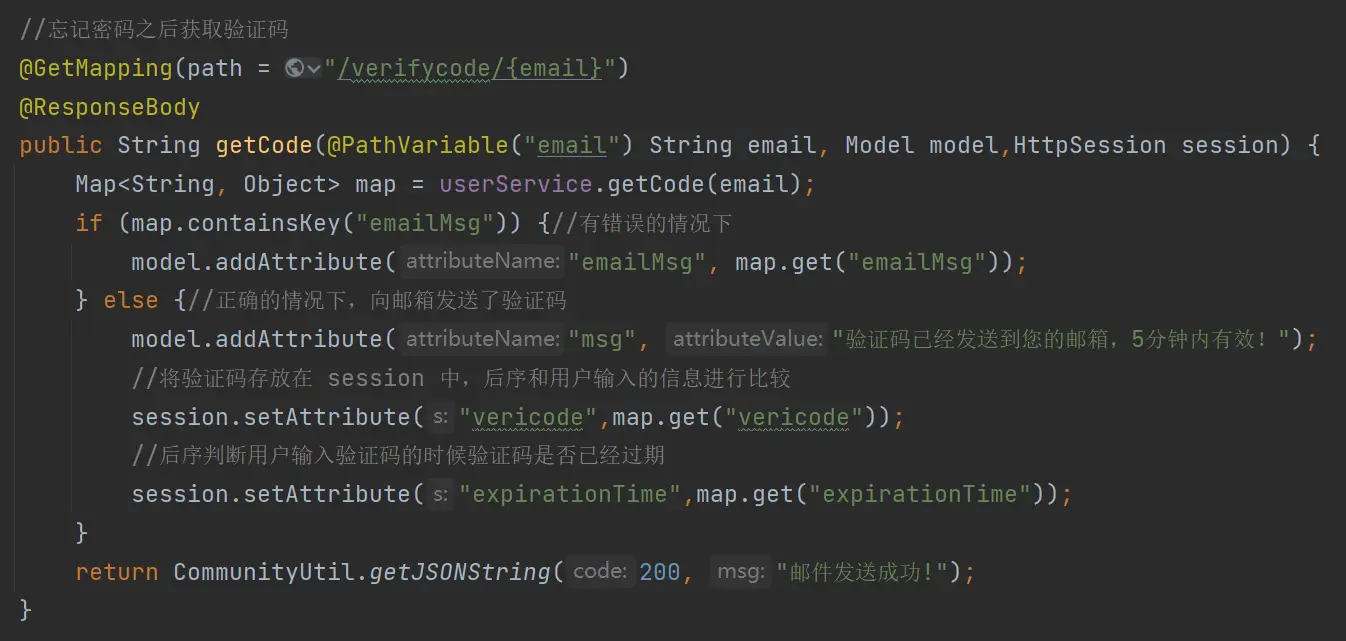 //忘记密码之后获取验证码
@GetMapping(path = "/verifycode/{email}")
@ResponseBody
public String getCode(@PathVariable("email") String email, Model model,HttpSession session) {
    Map<String, Object> map = userService.getCode(email);
    if (map.containsKey("emailMsg")) {//有错误的情况下
        model.addAttribute( attributeName: "emailMsg", map.get("emailMsg"));
    } else {//正确的情况下，向邮箱发送了验证码
        model.addAttribute( attributeName: "msg", attributeValue: "验证码已经发送到您的邮箱，5分钟内有效！");
        //将验证码存放在 session 中，后序和用户输入的信息进行比较
        session.setAttribute( s: "vericode",map.get("vericode"));
        //后序判断用户输入验证码的时候验证码是否已经过期
        session.setAttribute( s: "expirationTime",map.get("expirationTime"));
    }
    return CommunityUtil.getJSONString( code: 200, msg: "邮件发送成功!");
}